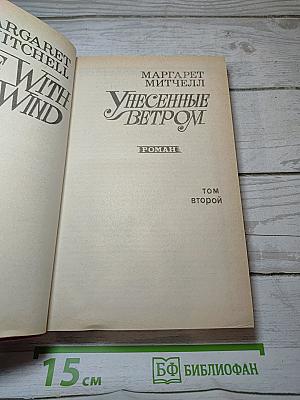 ARGARET
ITCHELL
E WITH
WIND
МАРГАРЕТ
МИТЧЕЛЛ
УНЕСЕННЫЕ
ВЕТРОМ
РОМАН
ТОМ
второй
15 см
БФ БИБЛИОФАН